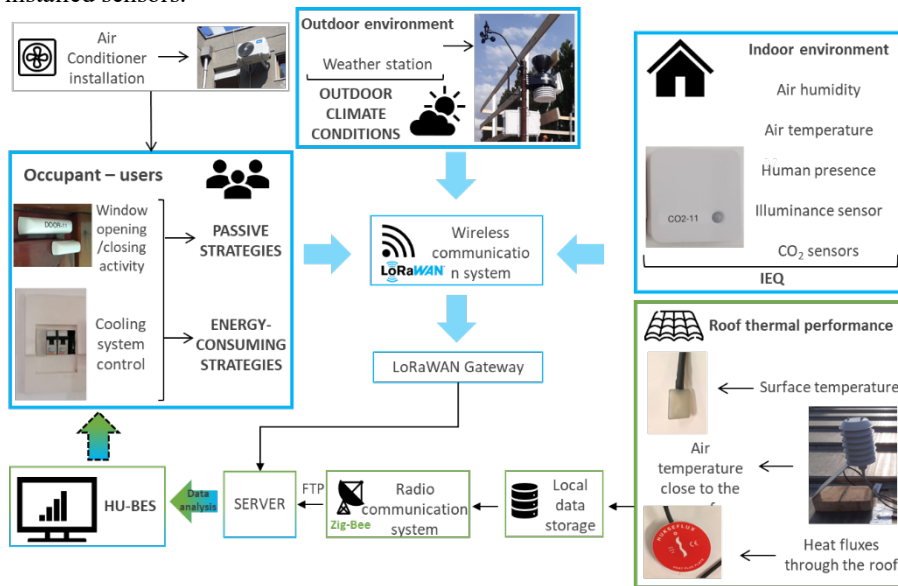 installed sensors.
Air
Conditioner
installation
Outdoor environment
Weather station
OUTDOOR
CLIMATE
CONDITIONS
Indoor environment
Air humidity
Air temperature
Human presence
Illuminance sensor
CO2 sensors
CO2-11
IEQ
Occupant – users
DOOR-11
Window
opening
/closing
activity
PASSIVE
STRATEGIES
Cooling
system
control
ENERGY-
CONSUMING
STRATEGIES
LoRaWAN
Wireless
communicatio
n system
LoRaWAN Gateway
Roof thermal performance
Surface temperature
Air
temperature
close to the
HUKSEFLUX
HEAT FLUX PLATE
Heat fluxes
through the roof
HU-BES
Data
analysis
SERVER
FTP
Zig-Bee
Radio
communication
system
Local
data
storage